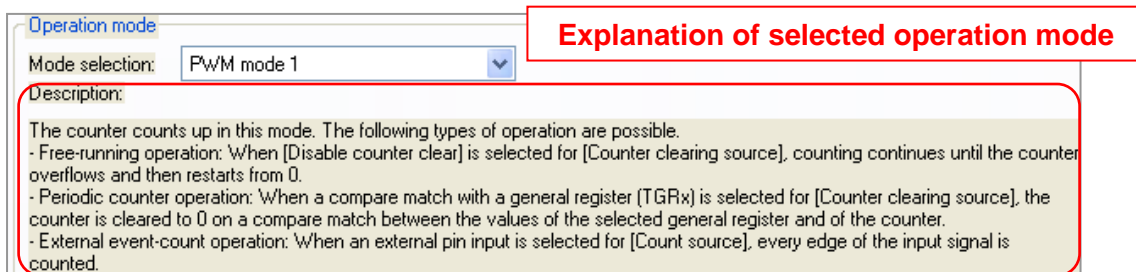 Operation mode
Explanation of selected operation mode
Mode selection: PWM mode 1
Description:
The counter counts up in this mode. The following types of operation are possible.
- Free-running operation: When [Disable counter clear] is selected for [Counter clearing source], counting continues until the counter
overflows and then restarts from 0.
- Periodic counter operation: When a compare match with a general register (TGRx) is selected for [Counter clearing source], the
counter is cleared to 0 on a compare match between the values of the selected general register and of the counter.
- External event-count operation: When an external pin input is selected for [Count source], every edge of the input signal is
counted.